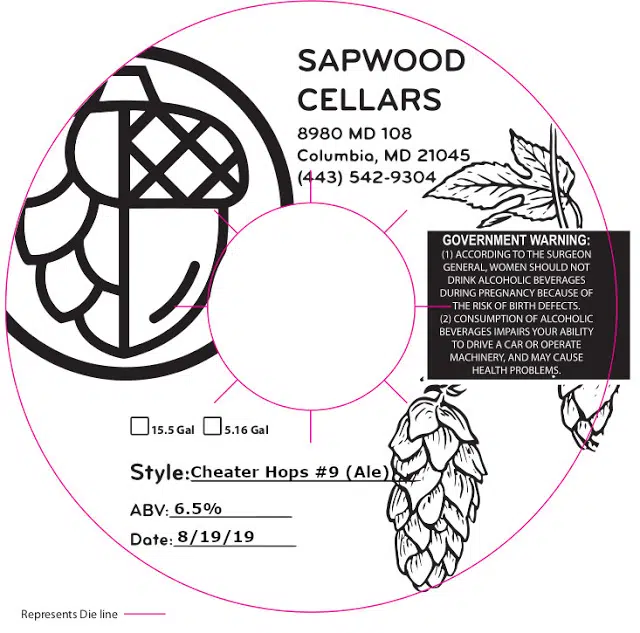 SAPWOOD
CELLARS
8980 MD 108
Columbia, MD 21045
(443) 542-9304
GOVERNMENT WARNING:
(1) ACCORDING TO THE SURGEON
GENERAL, WOMEN SHOULD NOT
DRINK ALCOHOLIC BEVERAGES
DURING PREGNANCY BECAUSE OF
THE RISK OF BIRTH DEFECTS.
(2) CONSUMPTION OF ALCOHOLIC
BEVERAGES IMPAIRS YOUR ABILITY
TO DRIVE A CAR OR OPERATE
MACHINERY, AND MAY CAUSE
HEALTH PROBLEMS.
15.5 Gal 5.16 Gal
Style: Cheater Hops #9 (Ale)
ABV: 6.5%
Date: 8/19/19
Represents Die line